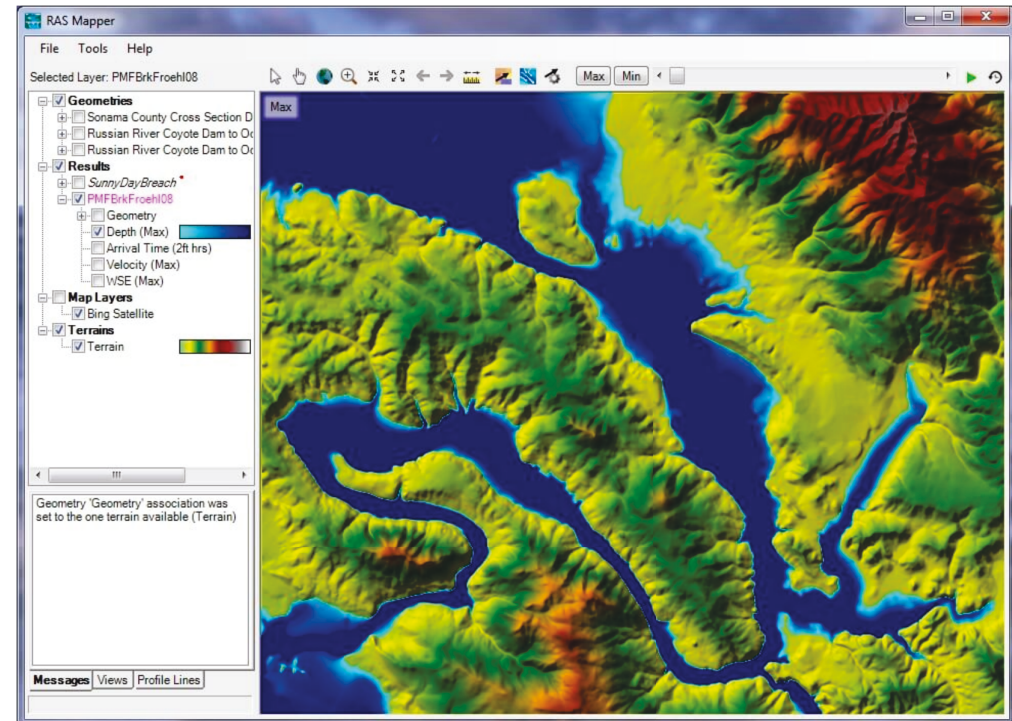 RAS Mapper
File Tools Help
Selected Layer: PMFBrkFroehl08
Max Min
Geometries
Sonama County Cross Section D
Russian River Coyote Dam to Oc
Russian River Coyote Dam to Oc
Results
SunnyDayBreach
PMFBrkFroehl08
Geometry
Depth (Max)
Arrival Time (2ft hrs)
Velocity (Max)
WSE (Max)
Map Layers
Bing Satellite
Terrains
Terrain
Max
Geometry 'Geometry' association was
set to the one terrain available (Terrain)
Messages Views Profile Lines